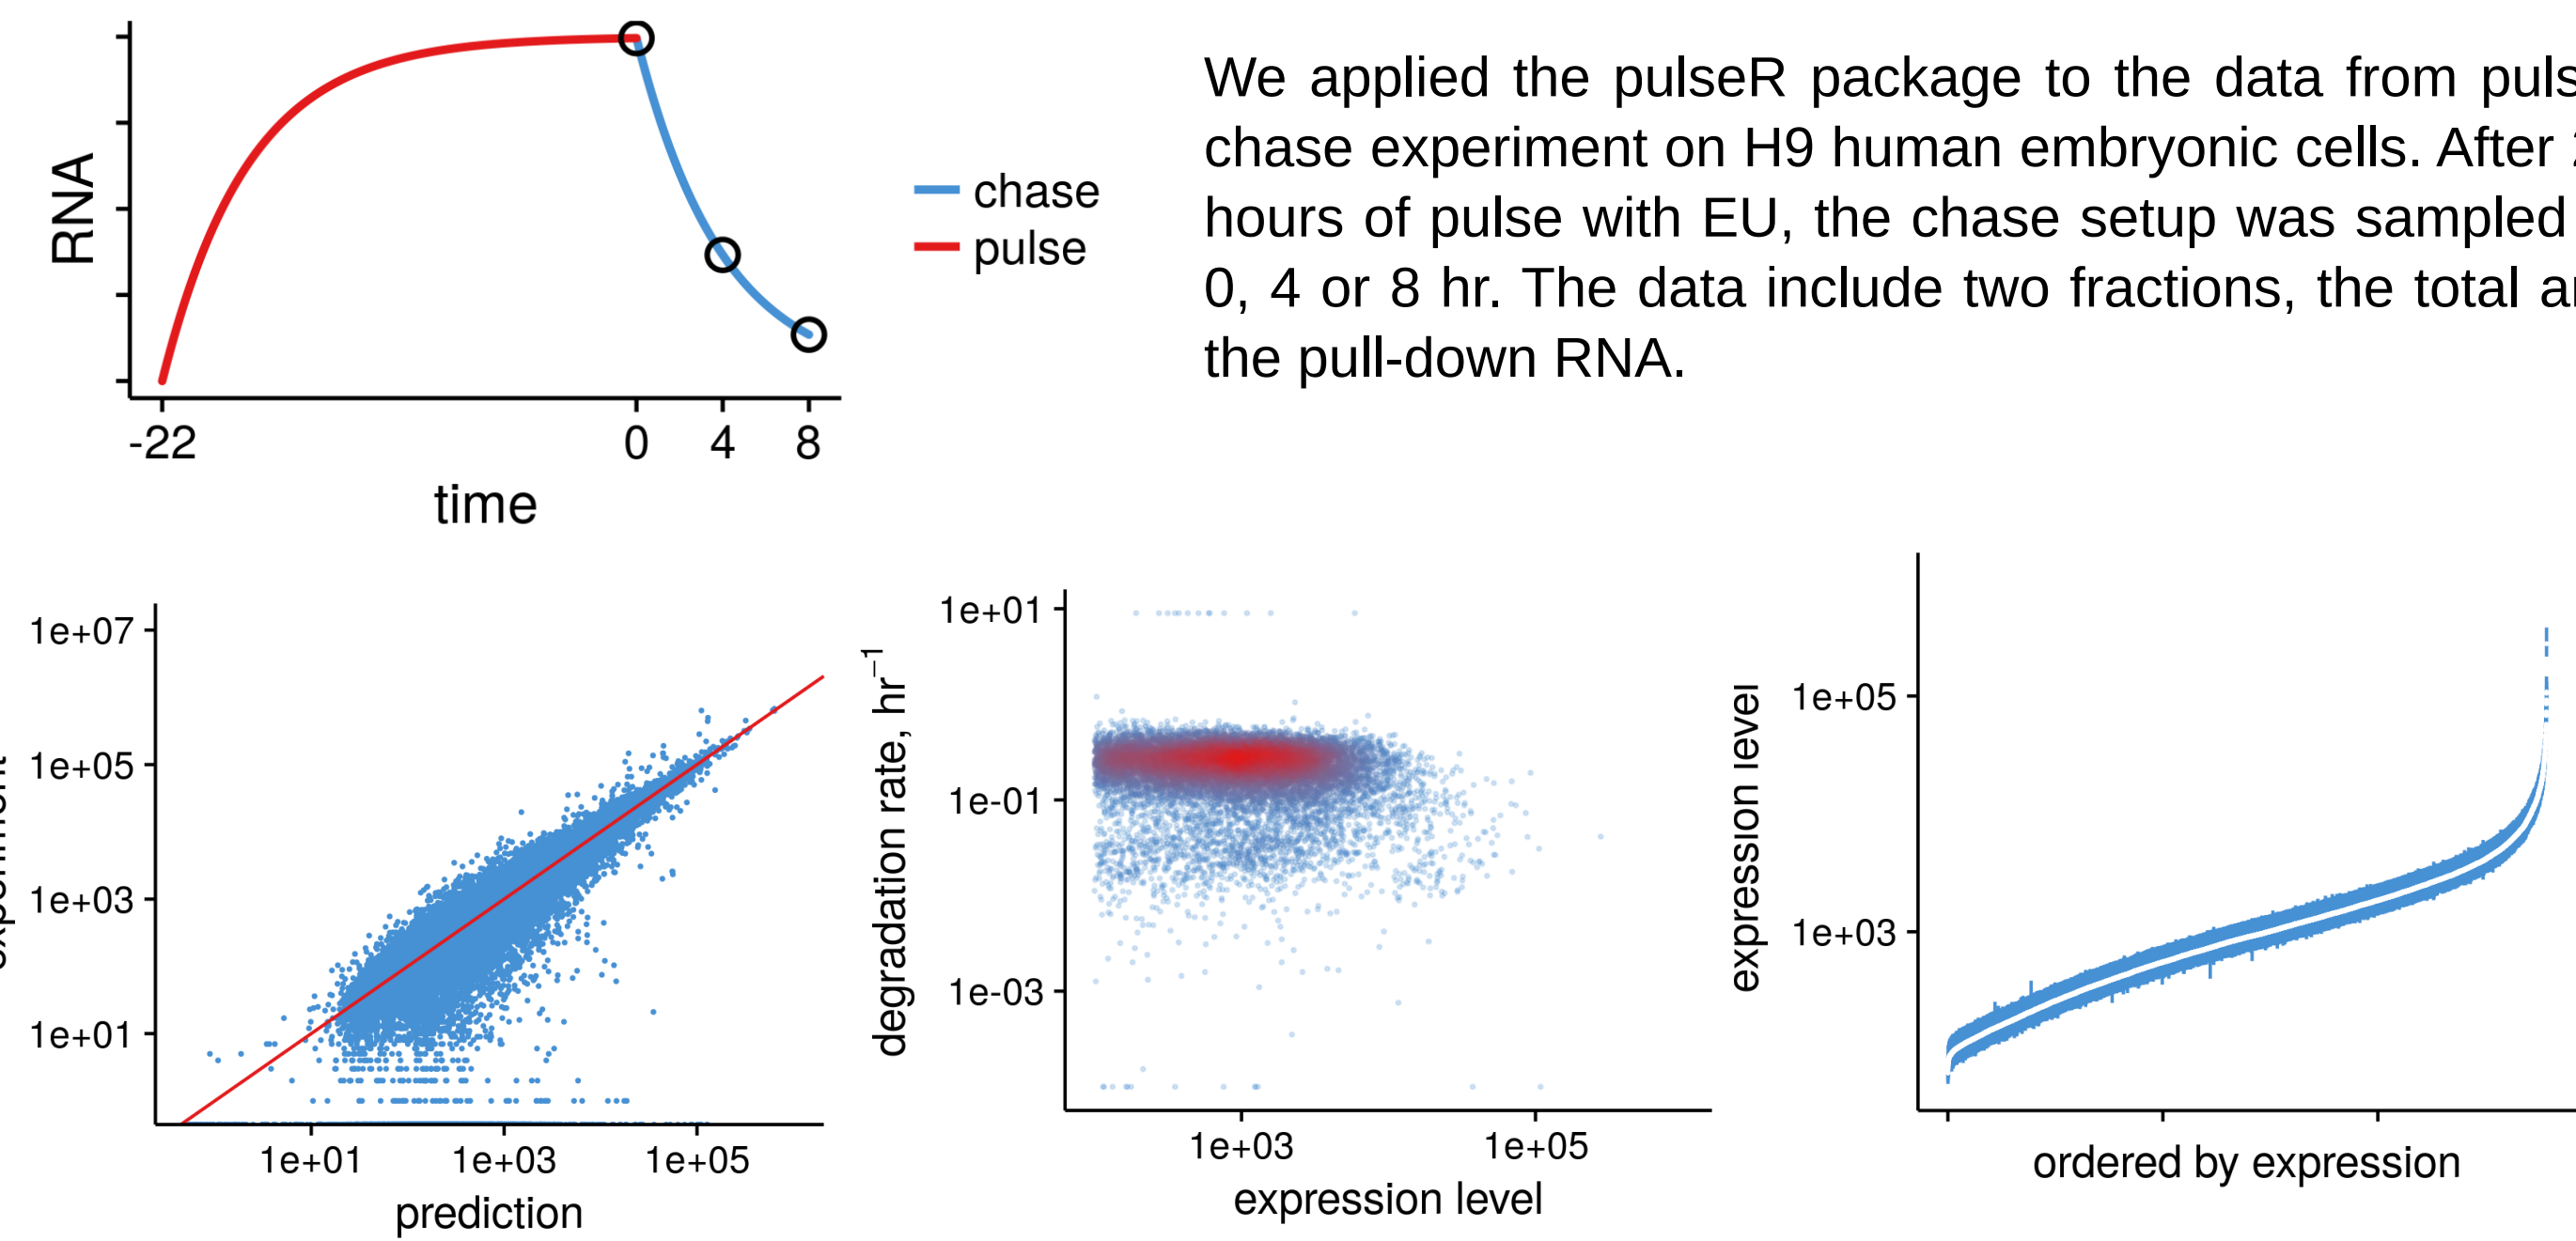 RNA
-22 0 4 8
time
chase
pulse
We applied the pulseR package to the data from
chase experiment on H9 human embryonic cells. After
hours of pulse with EU, the chase setup was sampled
0, 4 or 8 hr. The data include two fractions, the total
the pull-down RNA.
1e+07
1e+05
1e+03
1e+01
1e+01 1e+03 1e+05
prediction
degradation rate, hr⁻¹
1e+01
1e-01
1e-03
1e+03 1e+05
expression level
expression level
1e+05
1e+03
ordered by expression